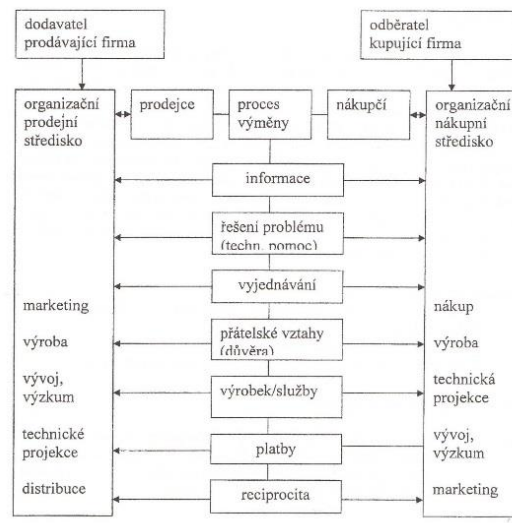 dodavatel
prodávající firma
odběratel
kupující firma
organizační
prodejní
středisko
prodejce
proces
výměny
nákupčí
organizační
nákupní
středisko
informace
řešení problému
(techn. pomoc)
vyjednávání
přátelské vztahy
(důvěra)
výrobek/služby
platby
reciprocita
marketing
výroba
vývoj,
výzkum
technické
projekce
distribuce
nákup
výroba
technická
projekce
vývoj,
výzkum
marketing